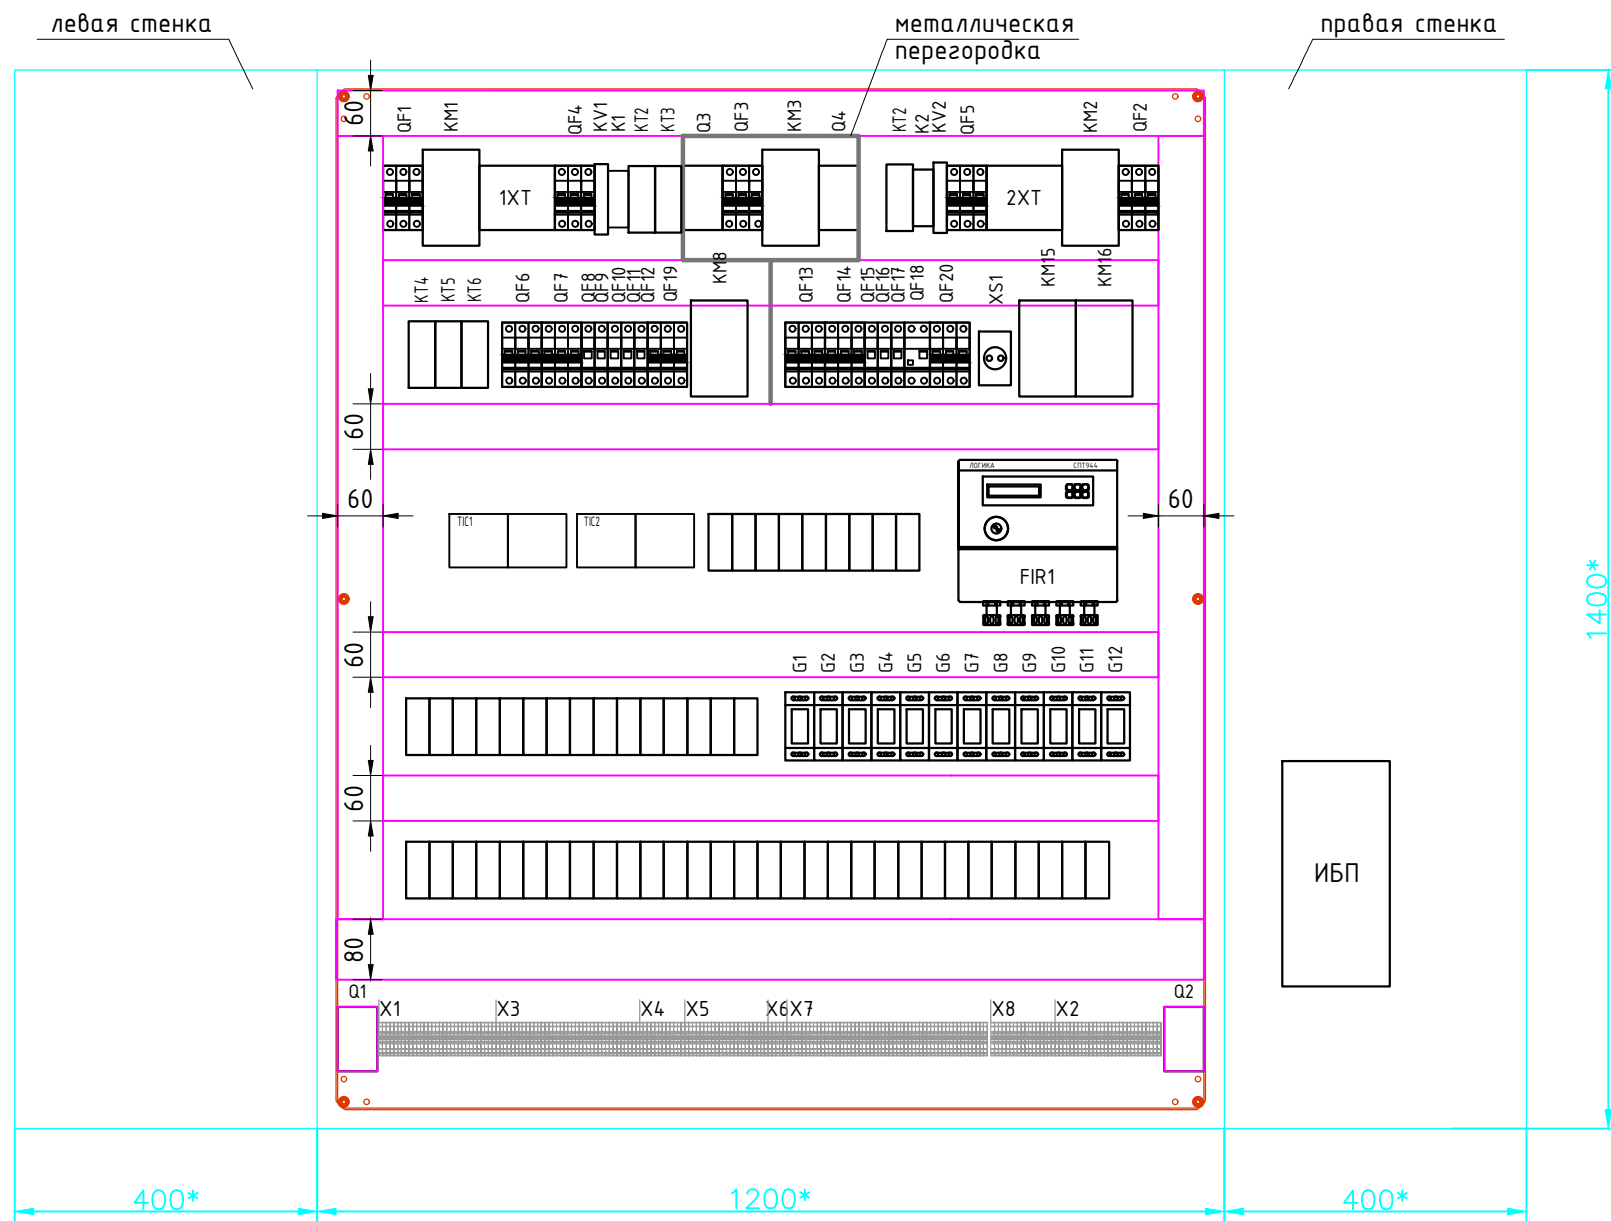 левая стенка
металлическая
перегородка
правая стенка
60
QF1
KM1
QF4
KV1
K1
KT2
KT3
Q3
QF3
KM3
Q4
KT2
K2
KV2
QF5
KM2
QF2
1XT
2XT
KT4
KT5
KT6
QF6
QF7
QF8
QF9
QF10
QF11
QF12
QF19
KM8
QF13
QF14
QF15
QF16
QF17
QF18
QF20
XS1
KM15
KM16
60
ЛОГИКА
СПТ944
60
60
TIC1
TIC2
FIR1
1400*
60
G1
G2
G3
G4
G5
G6
G7
G8
G9
G10
G11
G12
60
ИБП
80
Q1
Q2
X1
X3
X4
X5
X6
X7
X8
X2
400*
1200*
400*